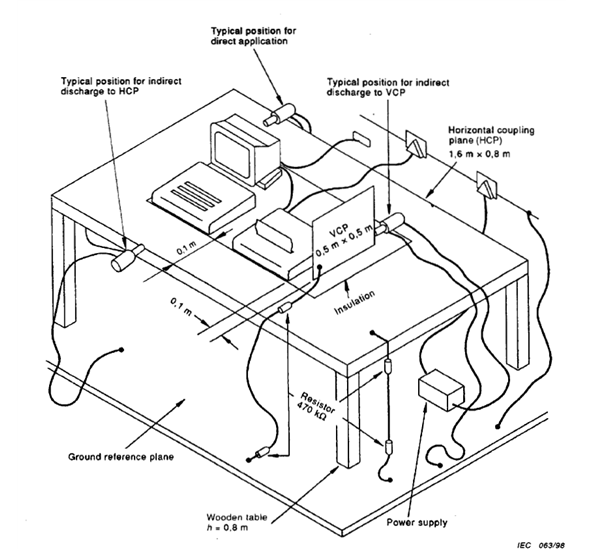 Typical position for
direct application
Typical position for indirect
discharge to HCP
Typical position for indirect
discharge to VCP
Horizontal coupling
plane (HCP)
1,6 m × 0,8 m
VCP
0,5 m × 0,5 m
0,1 m
0,1 m
Insulation
Resistor
470 kΩ
Ground reference plane
Wooden table
h = 0,8 m
Power supply
IEC 063/98